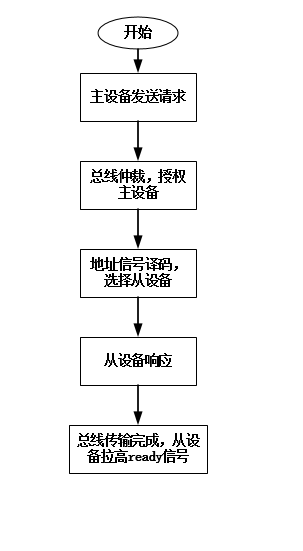 开始
主设备发送请求
总线仲裁，授权
主设备
地址信号译码，
选择从设备
从设备响应
总线传输完成，从设
备拉高ready信号